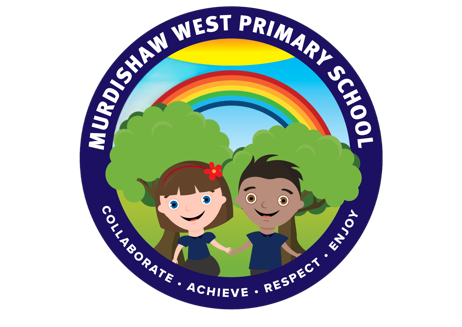 MURDISHAW WEST PRIMARY SCHOOL
COLLABORATE • ACHIEVE • RESPECT • ENJOY